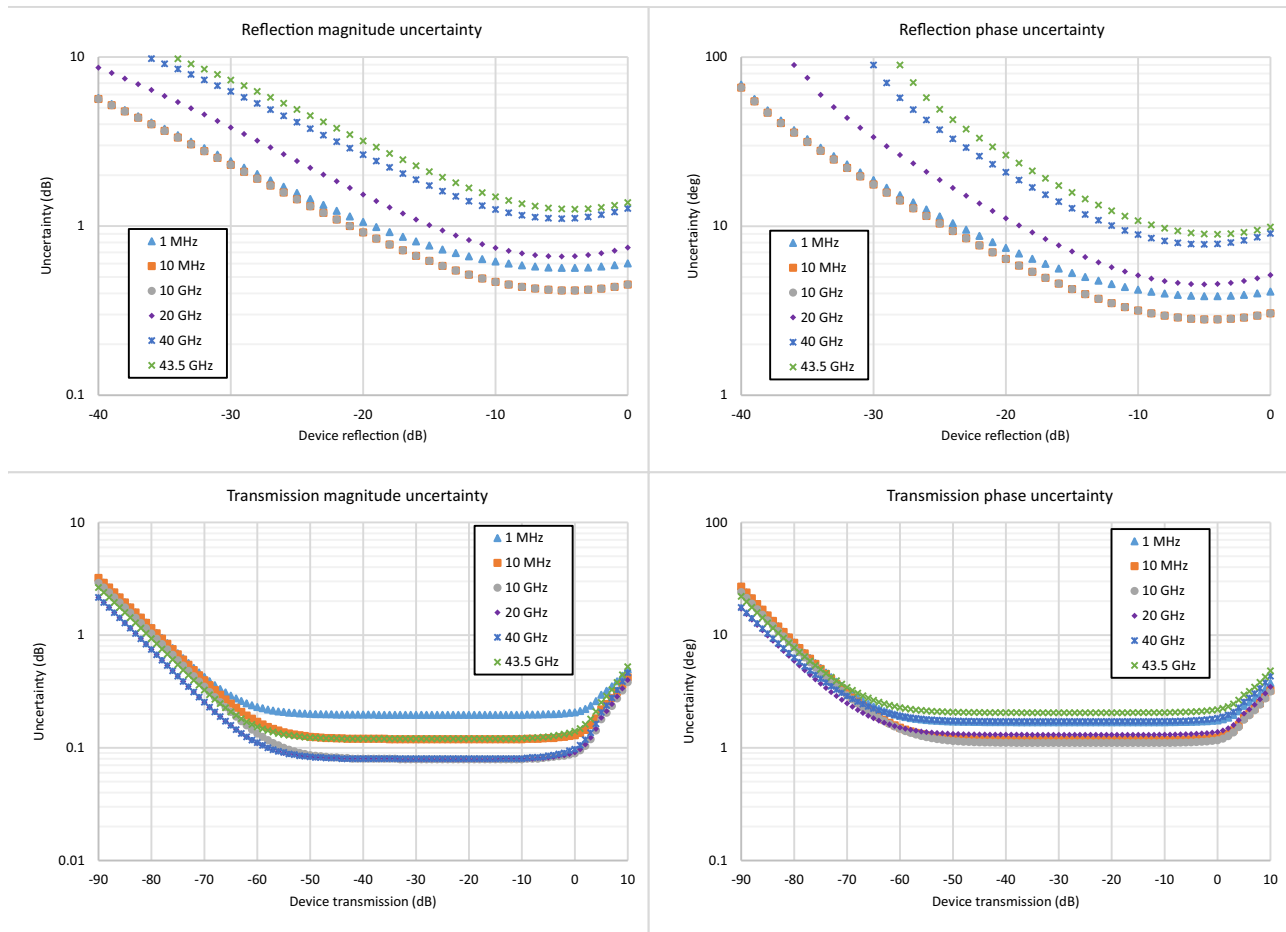 Reflection magnitude uncertainty
10
1
0.1
Uncertainty (dB)
1 MHz
10 MHz
10 GHz
20 GHz
40 GHz
43.5 GHz
-40 -30 -20 -10 0
Device reflection (dB)
Reflection phase uncertainty
100
10
1
Uncertainty (deg)
1 MHz
10 MHz
10 GHz
20 GHz
40 GHz
43.5 GHz
-40 -30 -20 -10 0
Device reflection (dB)
Transmission magnitude uncertainty
10
1
0.1
0.01
Uncertainty (dB)
1 MHz
10 MHz
10 GHz
20 GHz
40 GHz
43.5 GHz
-90 -80 -70 -60 -50 -40 -30 -20 -10 0 10
Device transmission (dB)
Transmission phase uncertainty
100
10
1
0.1
Uncertainty (deg)
1 MHz
10 MHz
10 GHz
20 GHz
40 GHz
43.5 GHz
-90 -80 -70 -60 -50 -40 -30 -20 -10 0 10
Device transmission (dB)